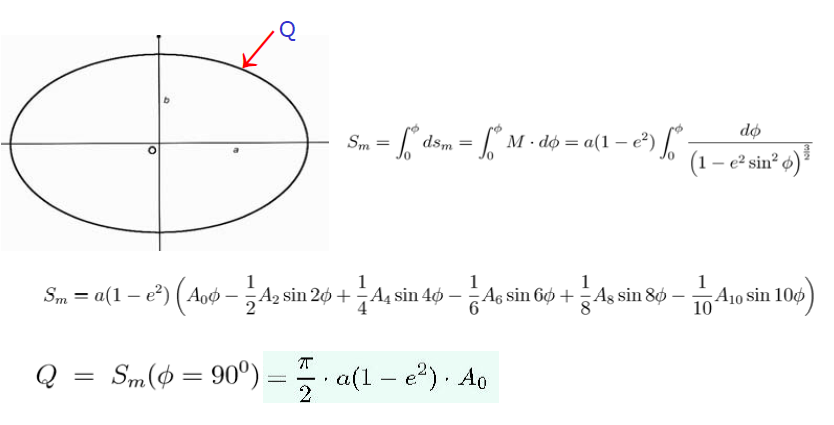 Q
b
O
a
S_m = ∫_0^ϕ ds_m = ∫_0^ϕ M · dϕ = a(1 − e²) ∫_0^ϕ dϕ / (1 − e² sin² ϕ)^{3/2}
S_m = a(1 − e²) (A_0ϕ − 1/2 A_2 sin 2ϕ + 1/4 A_4 sin 4ϕ − 1/6 A_6 sin 6ϕ + 1/8 A_8 sin 8ϕ − 1/10 A_10 sin 10ϕ)
Q = S_m(ϕ = 90⁰) = π/2 · a(1 − e²) · A_0